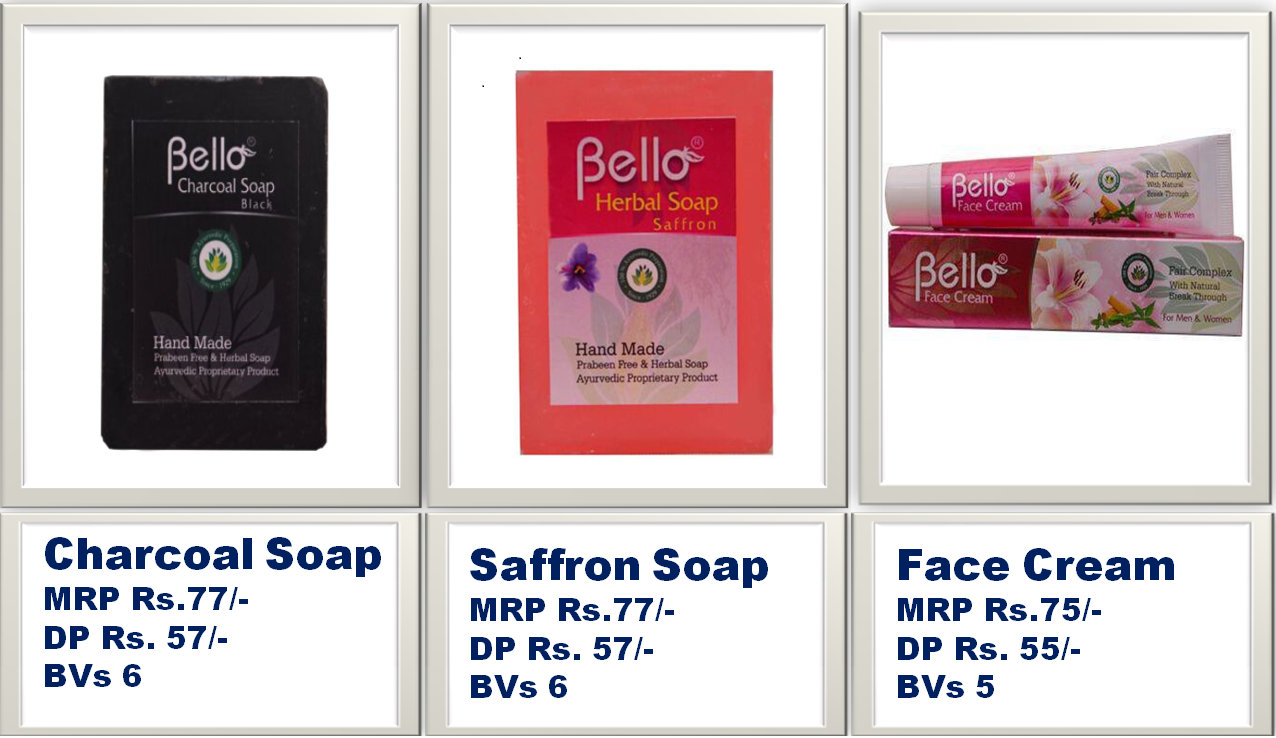 Bello®
Charcoal Soap
Black
Hand Made
Prabeen Free & Herbal Soap
Ayurvedic Proprietary Product
Bello®
Herbal Soap
Saffron
Hand Made
Prabeen Free & Herbal Soap
Ayurvedic Proprietary Product
Bello
Face Cream
Fair Complex
With Natural
Break Through
For Men & Women
Bello®
Face Cream
Fair Complex
With Natural
Break Through
For Men & Women
Charcoal Soap
MRP Rs.77/-
DP Rs. 57/-
BVs 6
Saffron Soap
MRP Rs.77/-
DP Rs. 57/-
BVs 6
Face Cream
MRP Rs.75/-
DP Rs. 55/-
BVs 5